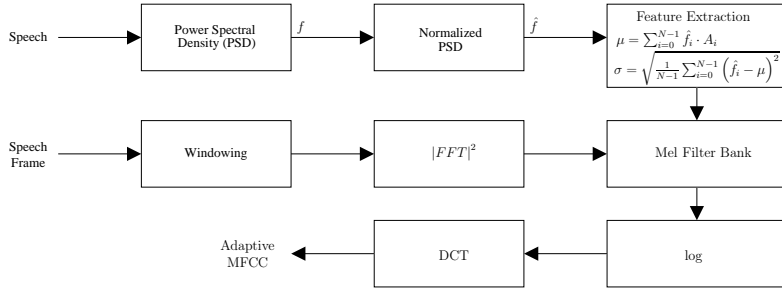 Speech
Power Spectral
Density (PSD)
f
Normalized
PSD
f̂
Feature Extraction
μ = ∑_{i=0}^{N−1} f̂_i · A_i
σ = √(1/(N−1) ∑_{i=0}^{N−1} (f̂_i − μ)²)
Speech
Frame
Windowing
|FFT|²
Mel Filter Bank
Adaptive
MFCC
DCT
log